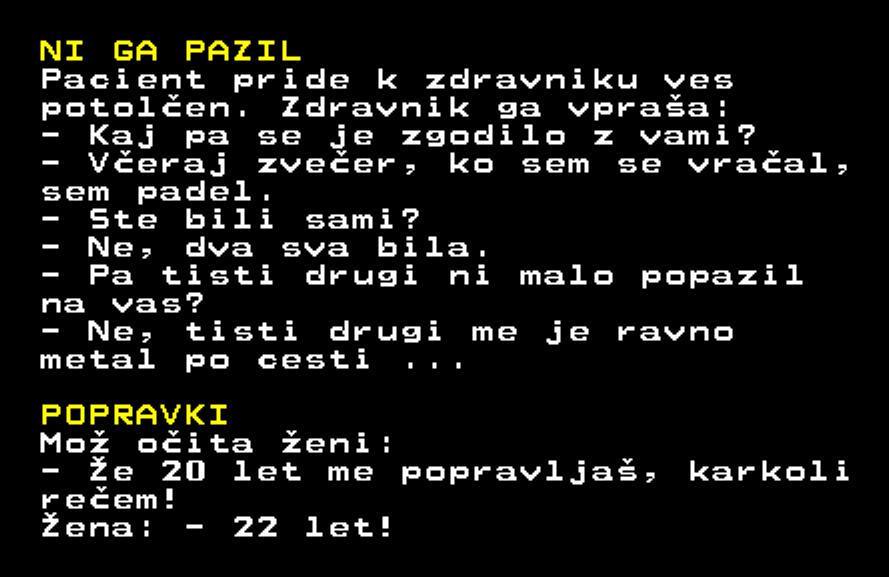 NI GA PAZIL
Pacient pride k zdravniku ves
potolčen. Zdravnik ga vpraša:
- Kaj pa se je zgodilo z vami?
- Včeraj zvečer, ko sem se vračal,
sem padel.
- Ste bili sami?
- Ne, dva sva bila.
- Pa tisti drugi ni malo popazil
na vas?
- Ne, tisti drugi me je ravno
metal po cesti ...
POPRAVKI
Mož očita ženi:
- Že 20 let me popravljaš, karkoli
rečem!
Žena: - 22 let!